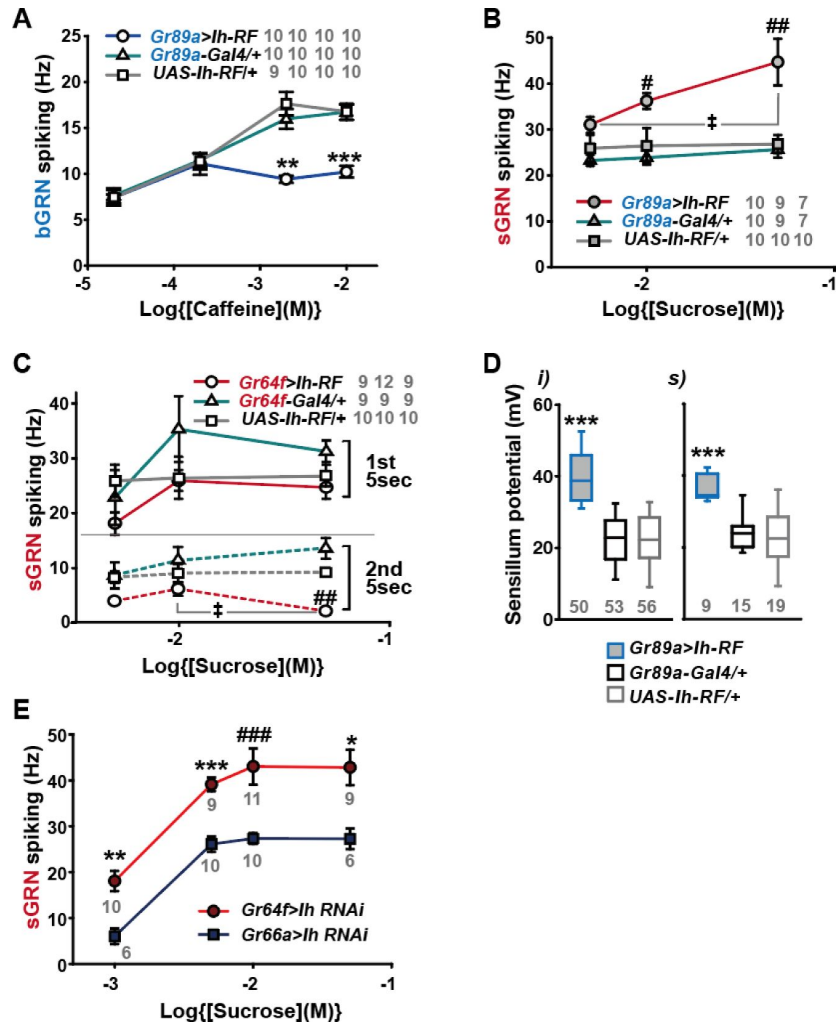 A
Gr89a>Ih-RF 10 10 10 10
Gr89a-Gal4/+ 10 10 10 10
UAS-Ih-RF/+ 9 10 10 10
bGRN spiking (Hz)
25
20
15
10
5
0
** ***
-5 -4 -3 -2
Log{[Caffeine](M)}
B
sGRN spiking (Hz)
50
40
30
20
10
0
##
#
‡
Gr89a>Ih-RF 10 9 7
Gr89a-Gal4/+ 10 9 7
UAS-Ih-RF/+ 10 10 10
-2 -1
Log{[Sucrose](M)}
C
Gr64f>Ih-RF 9 12 9
Gr64f-Gal4/+ 9 9 9
UAS-Ih-RF/+ 10 10 10
sGRN spiking (Hz)
40
30
20
10
0
1st
5sec
2nd
5sec
##
‡
-2 -1
Log{[Sucrose](M)}
D
i) s)
Sensillum potential (mV)
60
40
20
0
*** ***
50 53 56 9 15 19
Gr89a>Ih-RF
Gr89a-Gal4/+
UAS-Ih-RF/+
E
sGRN spiking (Hz)
50
40
30
20
10
0
** *** ### *
10 9 11 9
6 10 10 6
Gr64f>Ih RNAi
Gr66a>Ih RNAi
-3 -2 -1
Log{[Sucrose](M)}